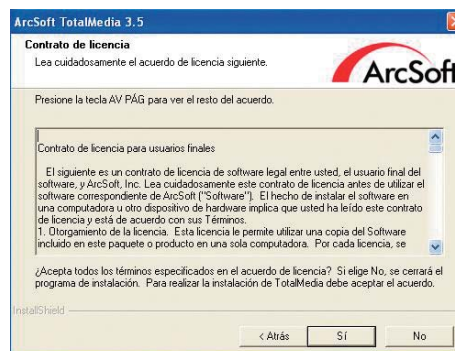 ArcSoft TotalMedia 3.5
Contrato de licencia
Lea cuidadosamente el acuerdo de licencia siguiente.
ArcSoft
Presione la tecla AV PÁG para ver el resto del acuerdo.
Contrato de licencia para usuarios finales
El siguiente es un contrato de licencia de software legal entre usted, el usuario final del
software, y ArcSoft, Inc. Lea cuidadosamente este contrato de licencia antes de utilizar el
software correspondiente de ArcSoft ("Software"). El hecho de instalar el software en
una computadora u otro dispositivo de hardware implica que usted ha leído este contrato
de licencia y está de acuerdo con sus Términos.
1. Otorgamiento de la licencia. Esta licencia le permite utilizar una copia del Software
incluido en este paquete o producto en una sola computadora. Por cada licencia, se
¿Acepta todos los términos especificados en el acuerdo de licencia? Si elige No, se cerrará el
programa de instalación. Para realizar la instalación de TotalMedia debe aceptar el acuerdo.
InstallShield
< Atrás
Sí
No